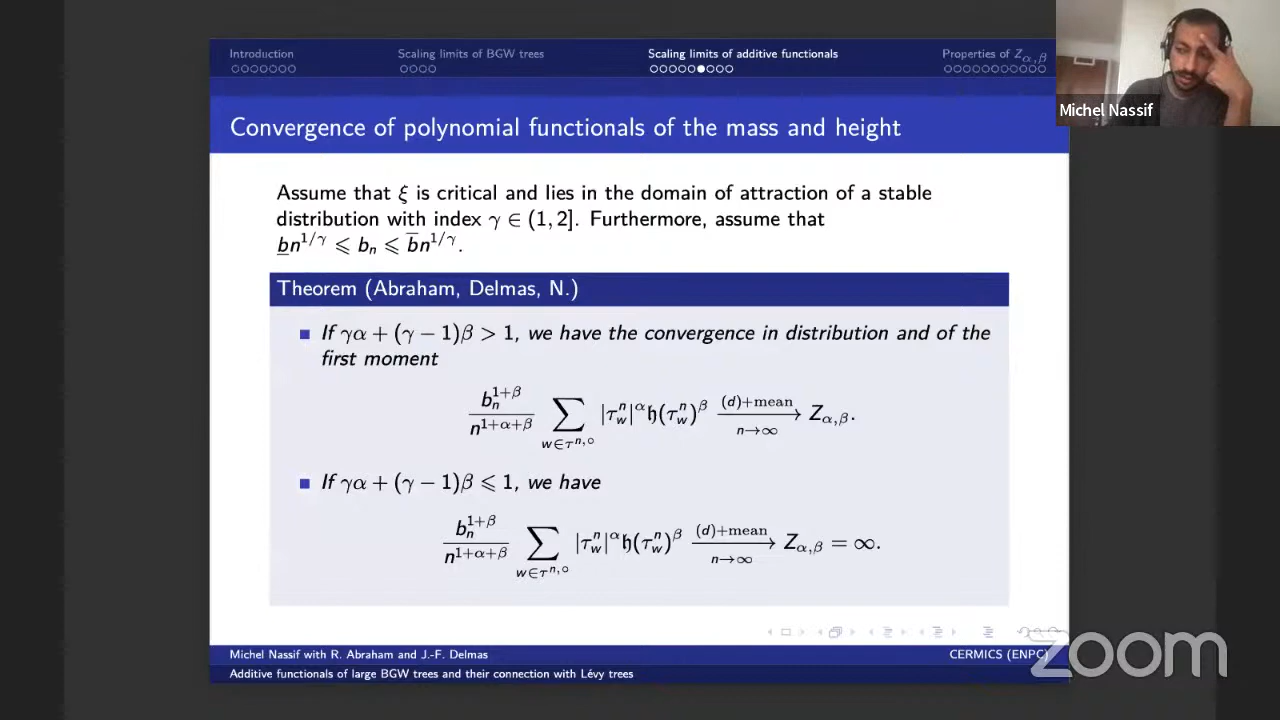 Introduction
Scaling limits of BGW trees
Scaling limits of additive functionals
Properties of Z_{α,β}
Michel Nassif
Convergence of polynomial functionals of the mass and height
Assume that ξ is critical and lies in the domain of attraction of a stable
distribution with index γ ∈ (1, 2]. Furthermore, assume that
b̲n^{1/γ} ⩽ b_n ⩽ b̅n^{1/γ}.
Theorem (Abraham, Delmas, N.)
If γα + (γ − 1)β > 1, we have the convergence in distribution and of the
first moment
\frac{b_n^{1+β}}{n^{1+α+β}} ∑_{w∈τ^{n,○}} |τ_w^n|^α 𝔥(τ_w^n)^β \xrightarrow[n→∞]{(d)+mean} Z_{α,β}.
If γα + (γ − 1)β ⩽ 1, we have
\frac{b_n^{1+β}}{n^{1+α+β}} ∑_{w∈τ^{n,○}} |τ_w^n|^α 𝔥(τ_w^n)^β \xrightarrow[n→∞]{(d)+mean} Z_{α,β} = ∞.
Michel Nassif with R. Abraham and J.-F. Delmas
CERMICS (ENPC)
Additive functionals of large BGW trees and their connection with Lévy trees
zoom